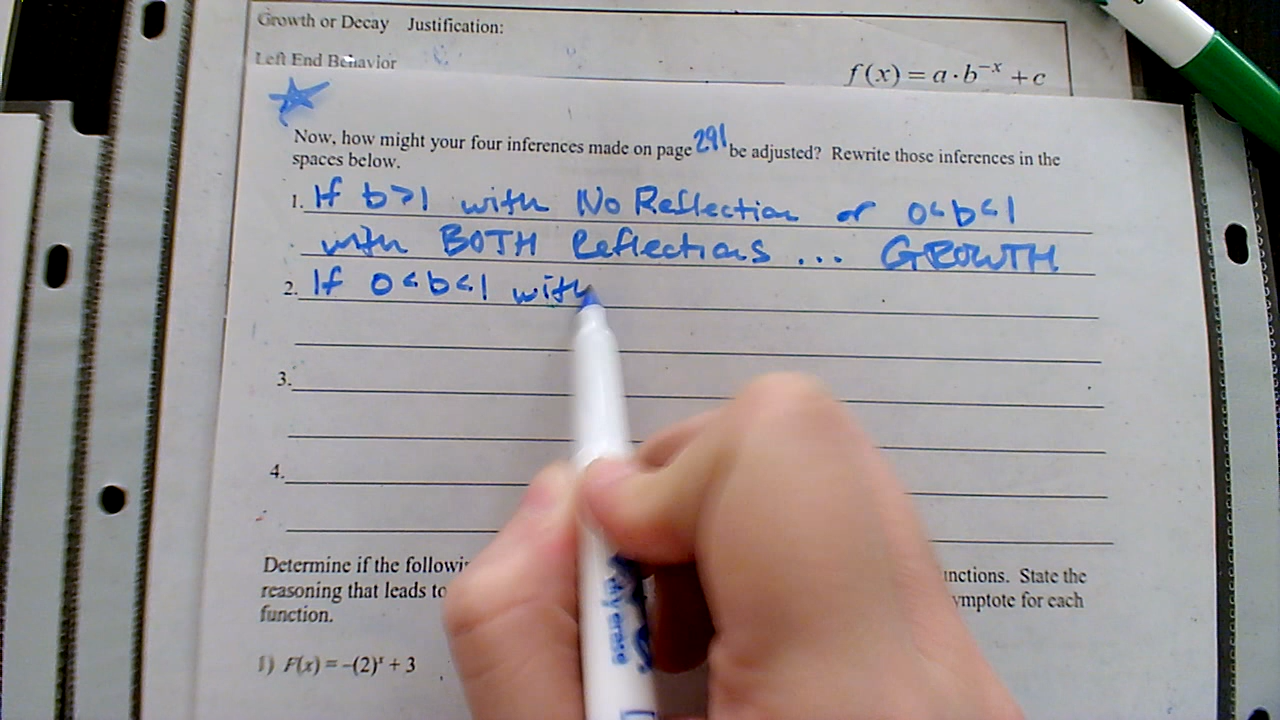 Growth or Decay Justification:
Left End Behavior
f(x) = a · b^{-x} + c
Now, how might your four inferences made on page 291 be adjusted? Rewrite those inferences in the
spaces below.
1. If b>1 with No Reflection or 0<b<1
with BOTH Reflections ... GROWTH
2. If 0<b<1 with
3.
4.
Determine if the followi
nctions. State the
reasoning that leads to
ymptote for each
function.
1) F(x) = –(2)^x + 3
dry erase